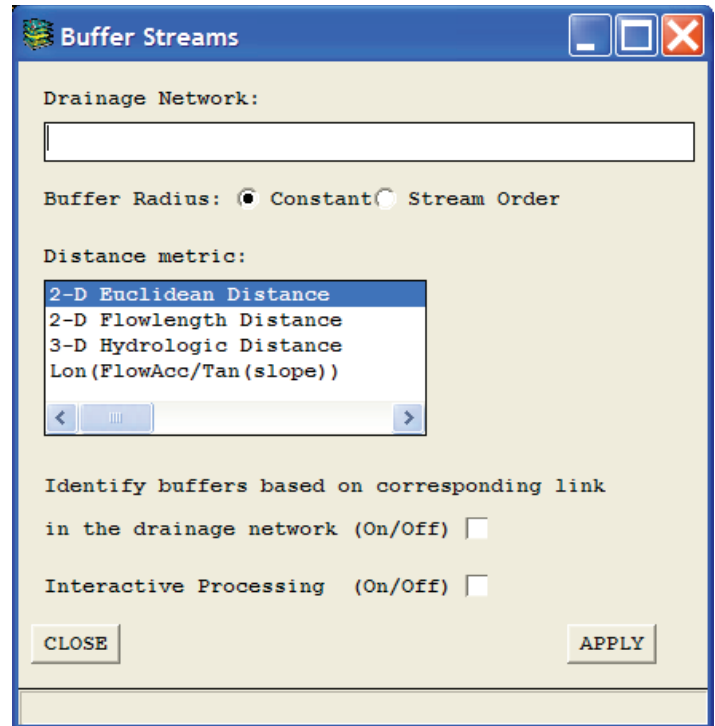 Buffer Streams
Drainage Network:
Buffer Radius: Constant Stream Order
Distance metric:
2-D Euclidean Distance
2-D Flowlength Distance
3-D Hydrologic Distance
Lon(FlowAcc/Tan(slope))
Identify buffers based on corresponding link
in the drainage network (On/Off)
Interactive Processing (On/Off)
CLOSE APPLY